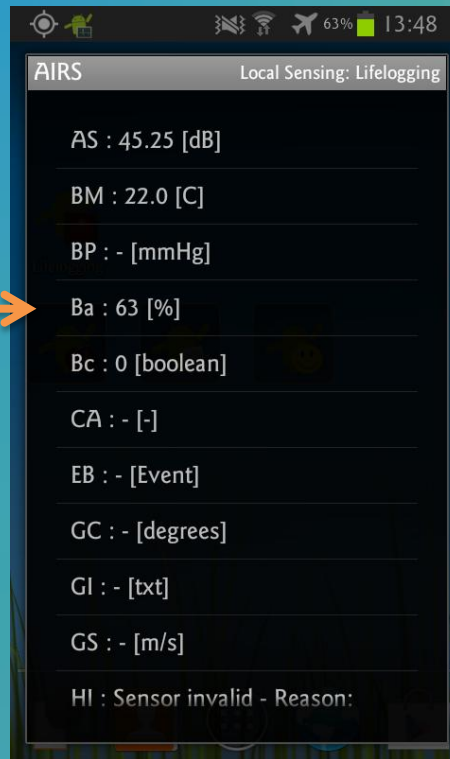 63% 13:48
AIRS Local Sensing: Lifelogging
AS : 45.25 [dB]
BM : 22.0 [C]
BP : - [mmHg]
Ba : 63 [%]
Bc : 0 [boolean]
CA : - [-]
EB : - [Event]
GC : - [degrees]
GI : - [txt]
GS : - [m/s]
HI : Sensor invalid - Reason: